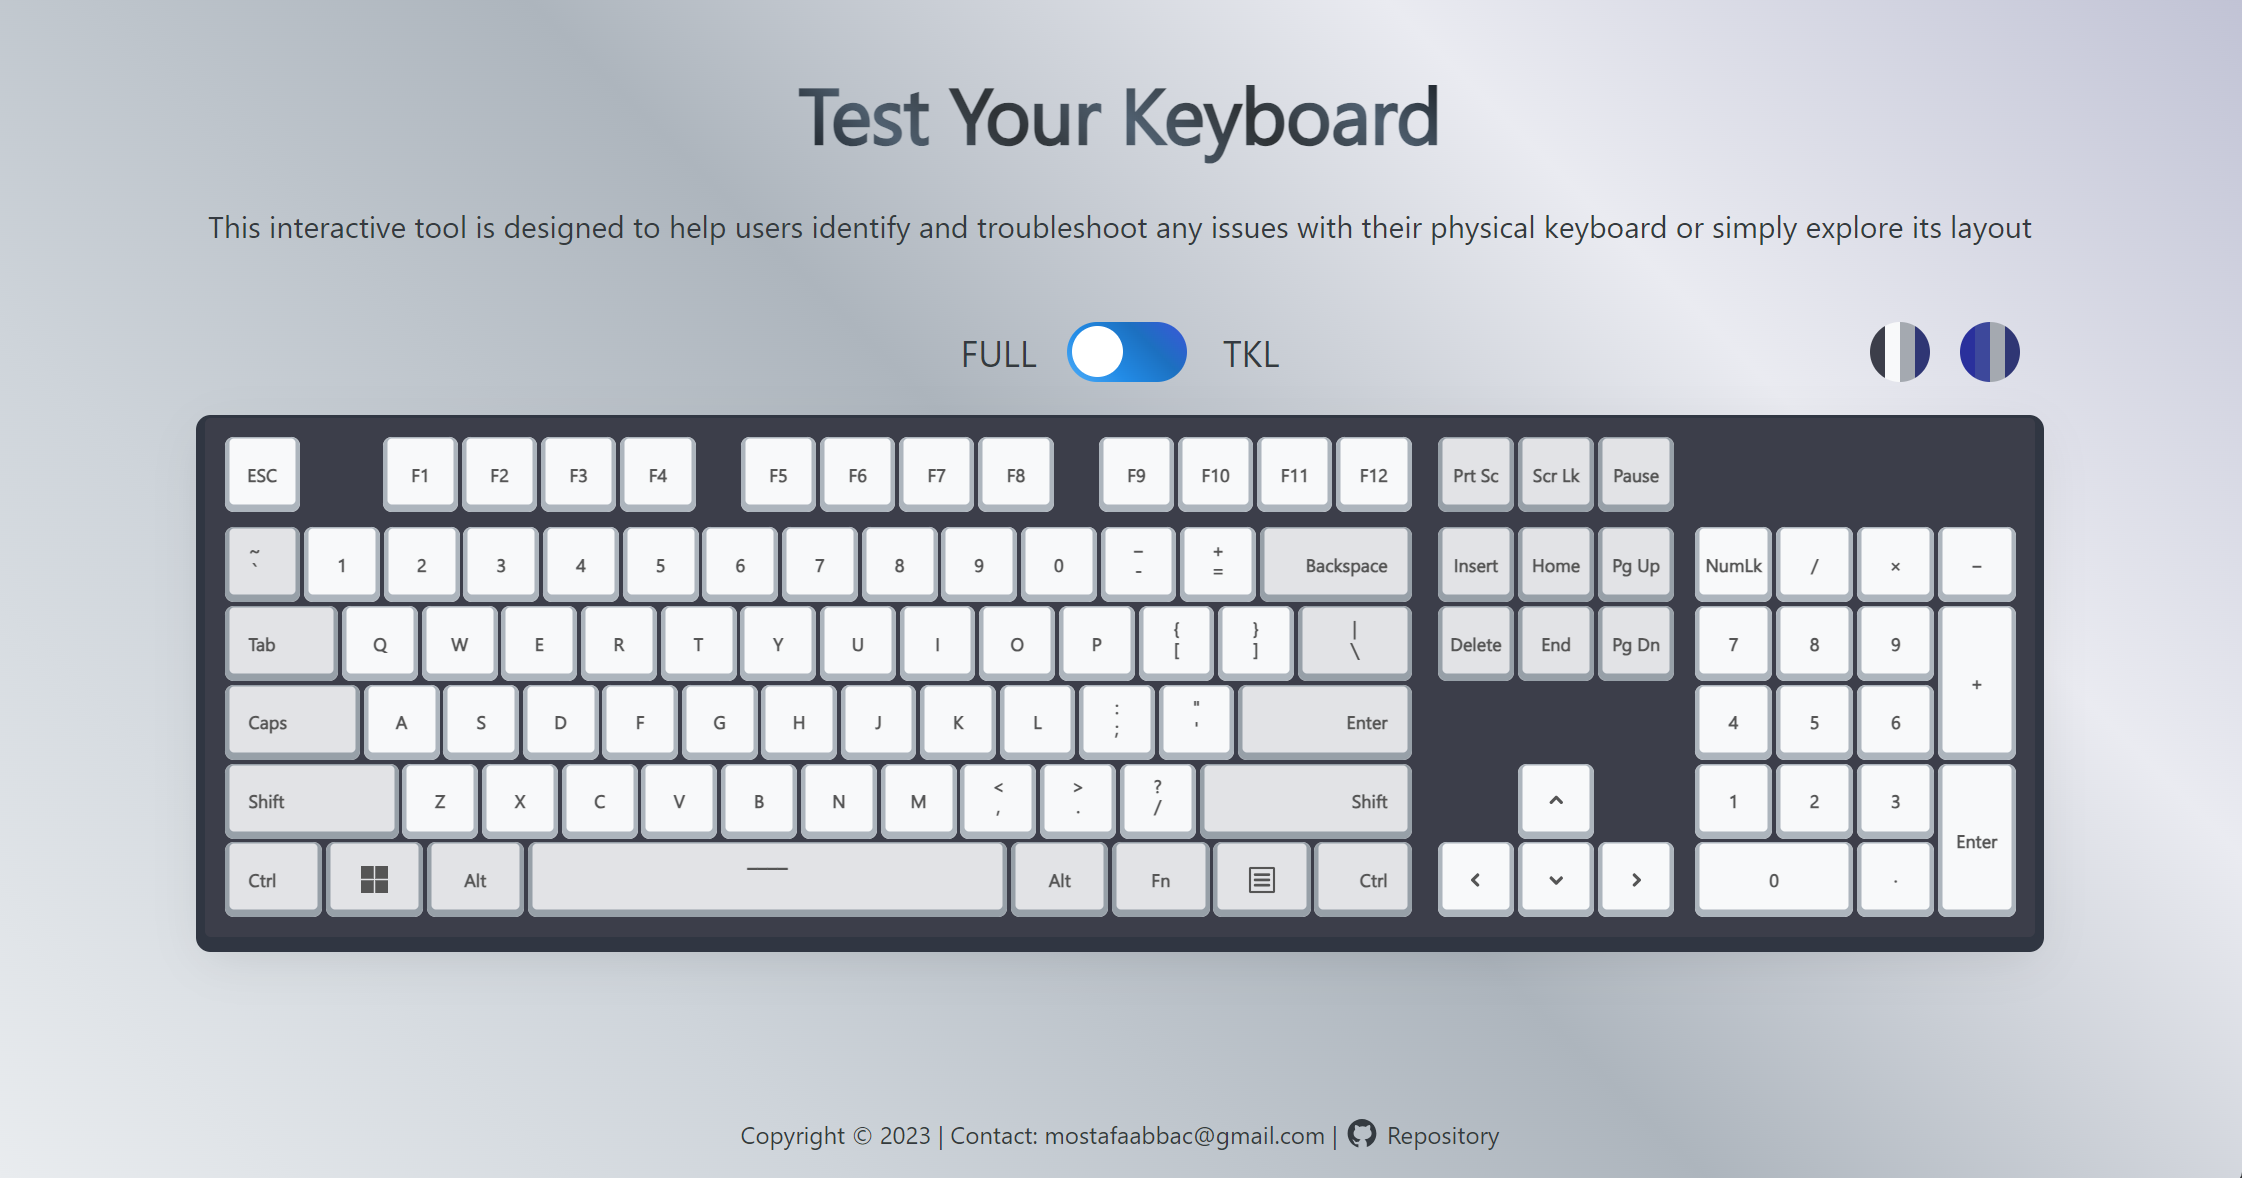 Test Your Keyboard
This interactive tool is designed to help users identify and troubleshoot any issues with their physical keyboard or simply explore its layout
FULL TKL
ESC F1 F2 F3 F4 F5 F6 F7 F8 F9 F10 F11 F12 Prt Sc Scr Lk Pause
~ ` 1 2 3 4 5 6 7 8 9 0 – - + = Backspace Insert Home Pg Up NumLk / × −
Tab Q W E R T Y U I O P { [ } ] | \ Delete End Pg Dn 7 8 9 +
Caps A S D F G H J K L : ; " ' Enter 4 5 6
Shift Z X C V B N M < , > . ? / Shift 1 2 3 Enter
Ctrl Alt Alt Fn Ctrl 0 .
Copyright © 2023 | Contact: mostafaabbac@gmail.com | Repository